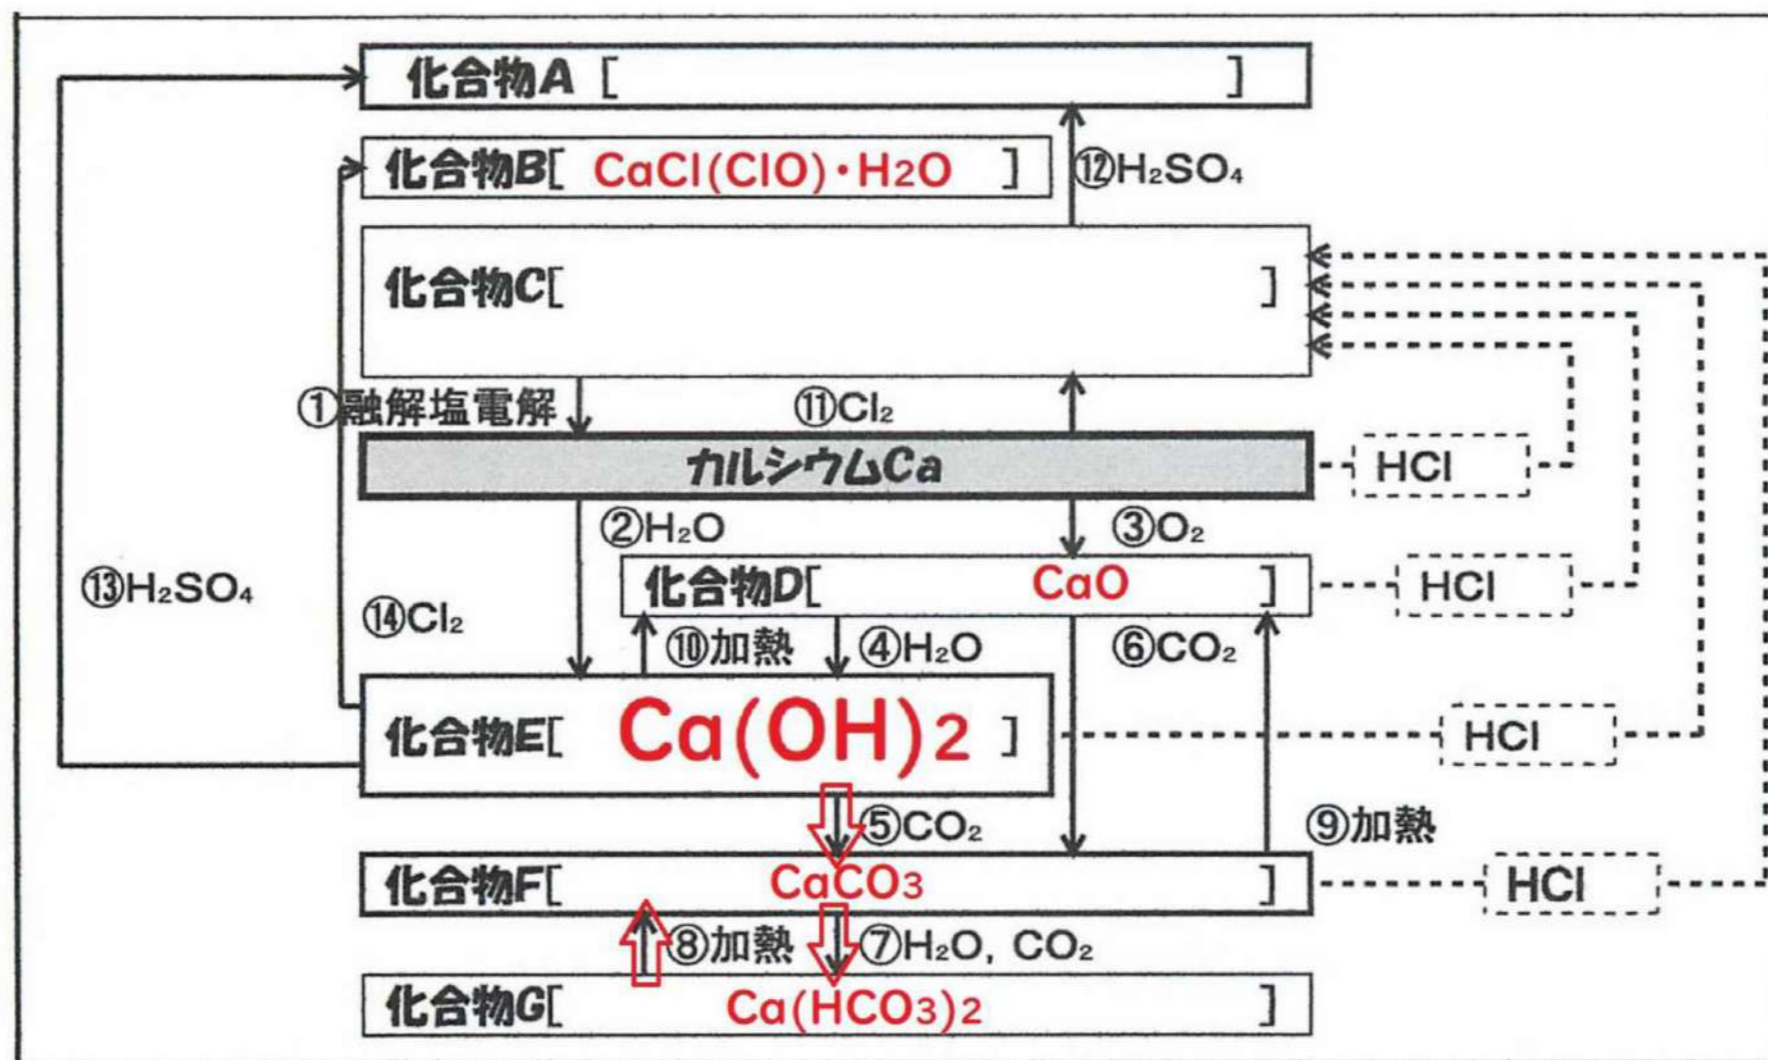 化合物A [ ]
化合物B[ CaCl(ClO)・H2O ]
⑫H₂SO₄
化合物C[ ]
①融解塩電解
⑪Cl₂
カルシウムCa
HCl
②H₂O
③O₂
化合物D[ CaO ]
HCl
⑬H₂SO₄
⑭Cl₂
⑩加熱
④H₂O
⑥CO₂
化合物E[ Ca(OH)2 ]
HCl
⑤CO₂
⑨加熱
化合物F[ CaCO3 ]
HCl
⑧加熱
⑦H₂O, CO₂
化合物G[ Ca(HCO3)2 ]